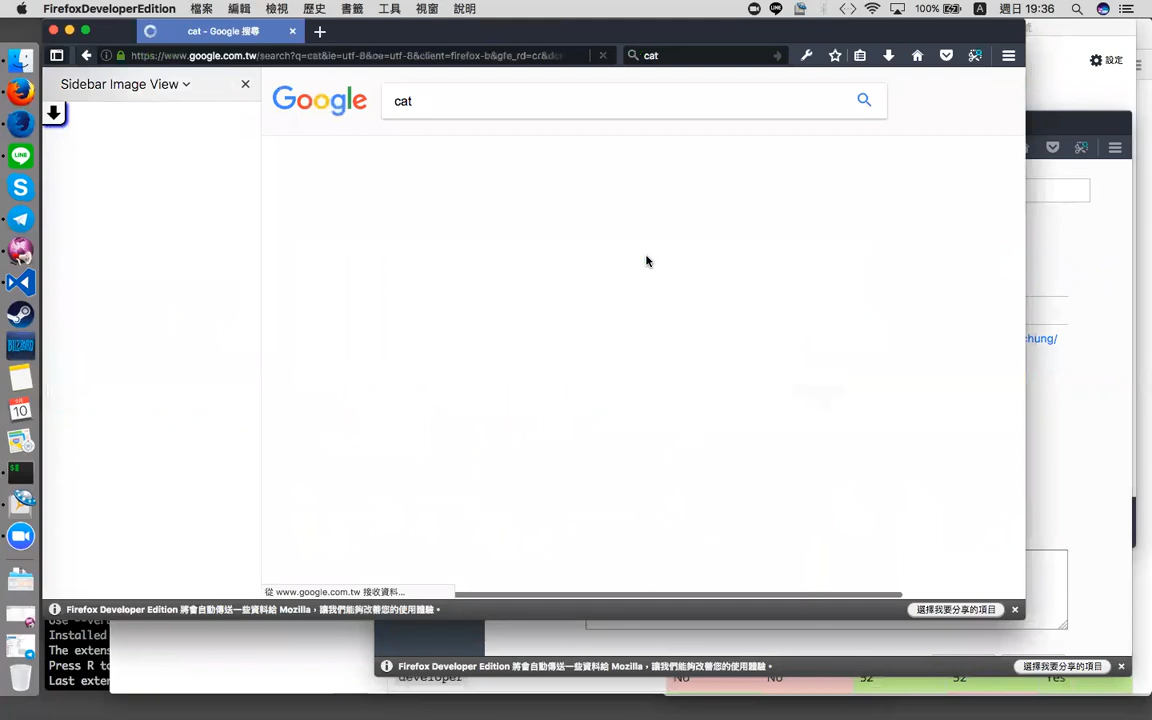 FirefoxDeveloperEdition 檔案 編輯 檢視 歷史 書籤 工具 視窗 說明 100% 週日19:36
cat - Google 搜尋
https://www.google.com.tw/search?q=cat&ie=utf-8&oe=utf-8&client=firefox-b&gfe_rd=cr&dc
cat
設定
Sidebar Image View
Google
cat
chung/
從 www.google.com.tw 接收資料...
Firefox Developer Edition 將會自動傳送一些資料給 Mozilla，讓我們能夠改善您的使用體驗。
選擇我要分享的項目
use --ver
Installed
The exten
Press R to
Last exten
Firefox Developer Edition 將會自動傳送一些資料給 Mozilla，讓我們能夠改善您的使用體驗。
選擇我要分享的項目
developer
No No 52 52 Yes